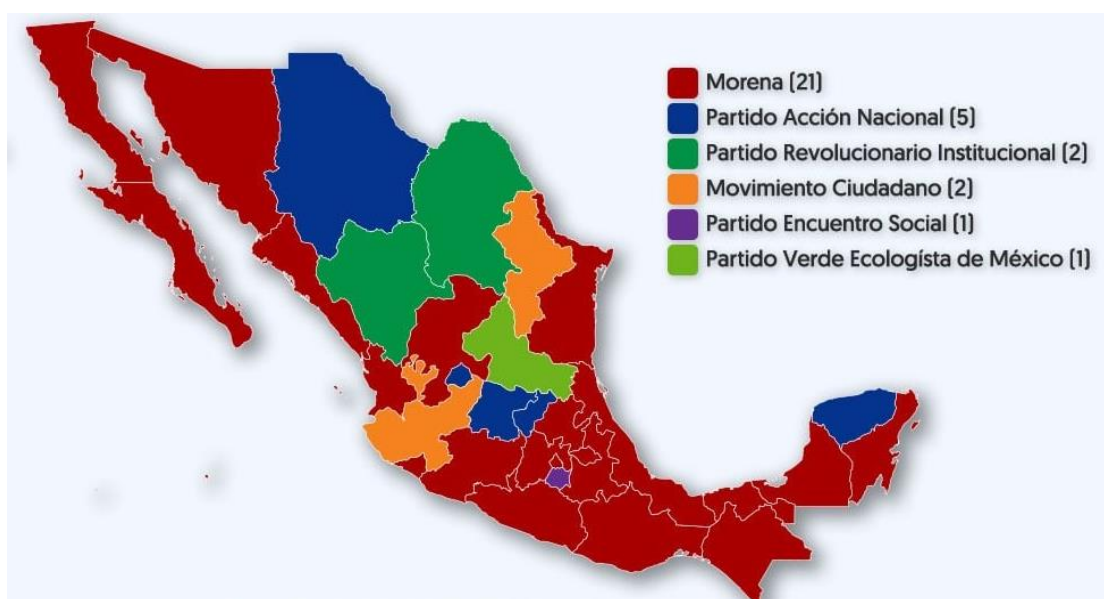 Morena (21)
Partido Acción Nacional (5)
Partido Revolucionario Institucional (2)
Movimiento Ciudadano (2)
Partido Encuentro Social (1)
Partido Verde Ecologísta de México (1)